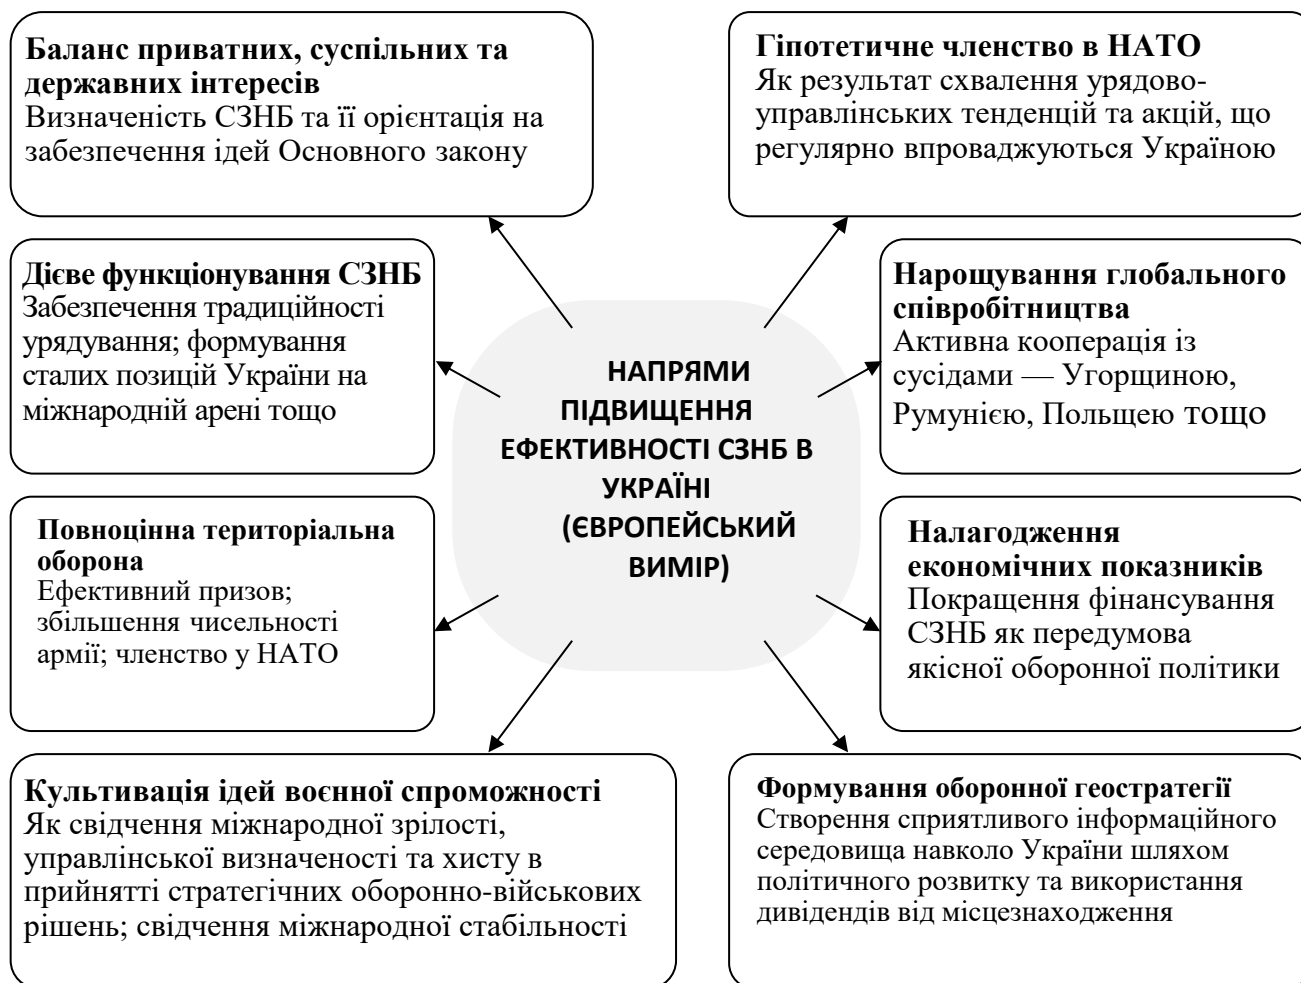 Баланс приватних, суспільних та
державних інтересів
Визначеність СЗНБ та її орієнтація на
забезпечення ідей Основного закону
Гіпотетичне членство в НАТО
Як результат схвалення урядово-
управлінських тенденцій та акцій, що
регулярно впроваджуються Україною
Дієве функціонування СЗНБ
Забезпечення традиційності
урядування; формування
сталих позицій України на
міжнародній арені тощо
Нарощування глобального
співробітництва
Активна кооперація із
сусідами — Угорщиною,
Румунією, Польщею тощо
НАПРЯМИ
ПІДВИЩЕННЯ
ЕФЕКТИВНОСТІ СЗНБ В
УКРАЇНІ
(ЄВРОПЕЙСЬКИЙ
ВИМІР)
Повноцінна територіальна
оборона
Ефективний призов;
збільшення чисельності
армії; членство у НАТО
Налагодження
економічних показників
Покращення фінансування
СЗНБ як передумова
якісної оборонної політики
Культивація ідей воєнної спроможності
Як свідчення міжнародної зрілості,
управлінської визначеності та хисту в
прийнятті стратегічних оборонно-військових
рішень; свідчення міжнародної стабільності
Формування оборонної геостратегії
Створення сприятливого інформаційного
середовища навколо України шляхом
політичного розвитку та використання
дивідендів від місцезнаходження